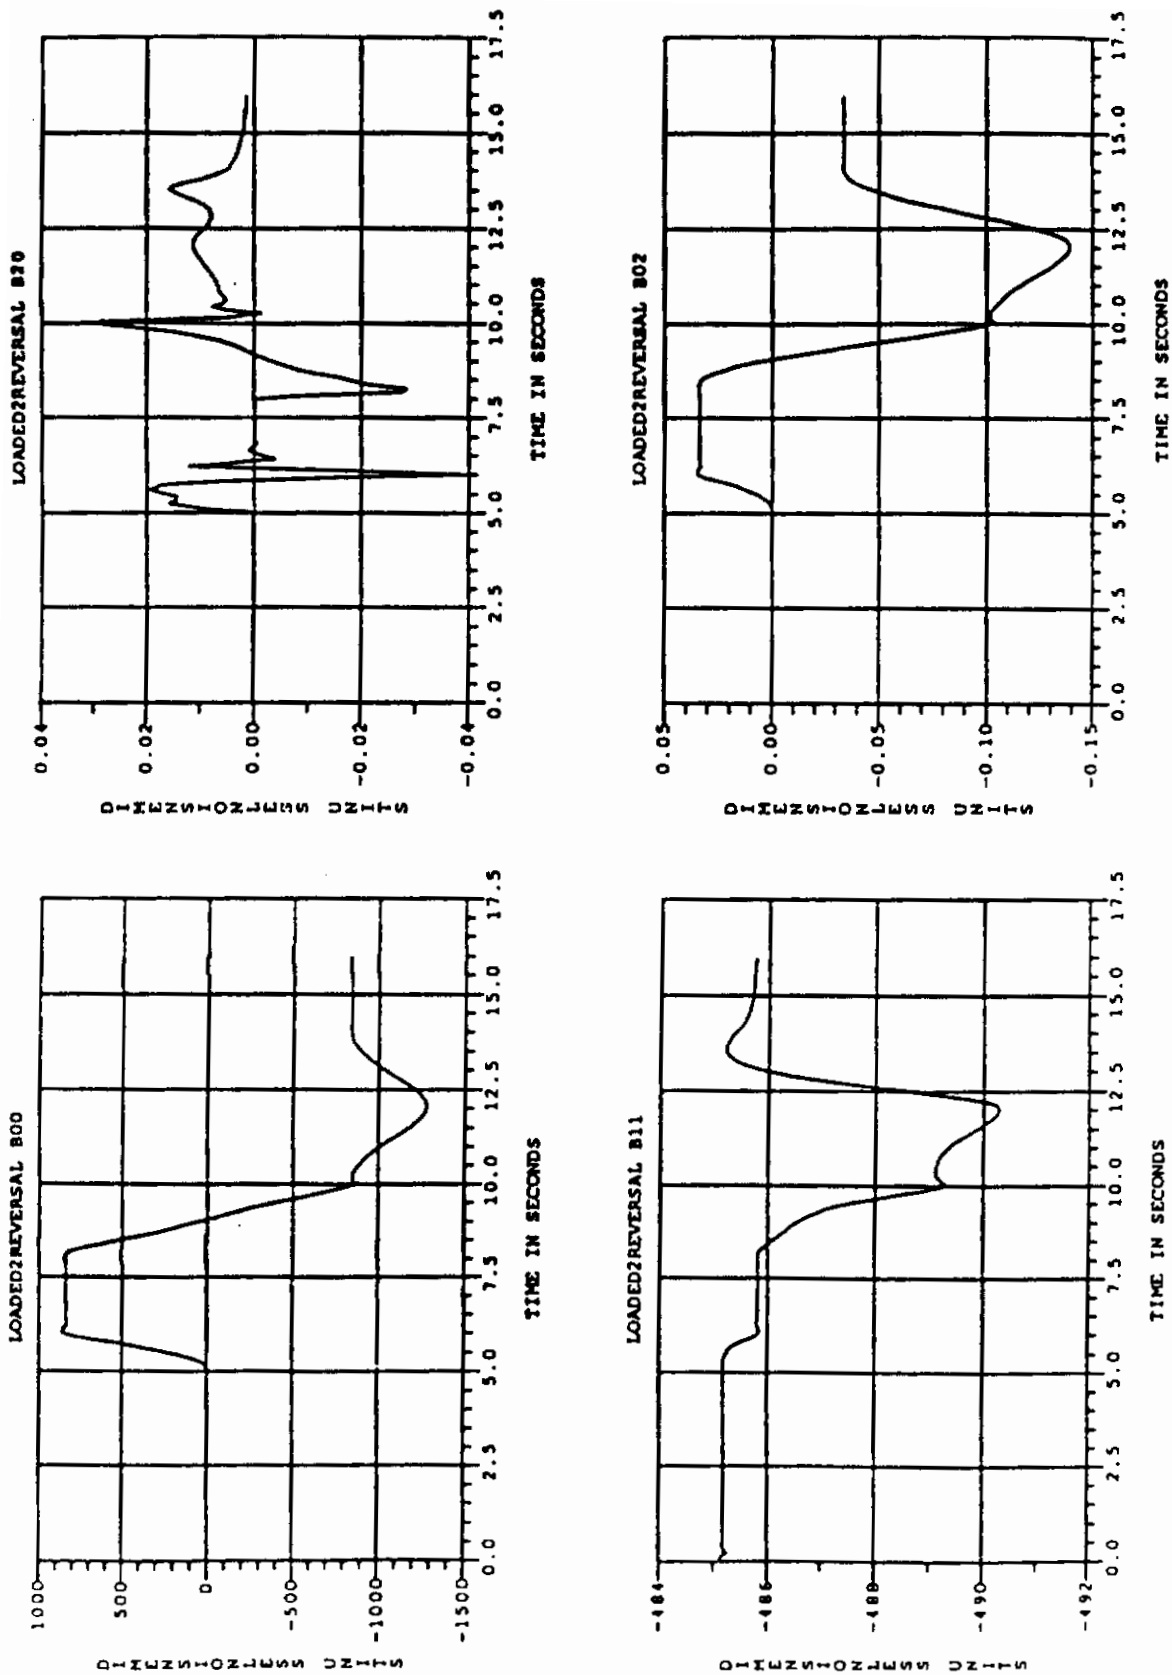 LOADED2REVERSAL B00
DIMENSIONLESS UNITS
1000
500
0
-500
-1000
-1500
0.0 2.5 5.0 7.5 10.0 12.5 15.0 17.5
TIME IN SECONDS
LOADED2REVERSAL B20
DIMENSIONLESS UNITS
0.04
0.02
0.00
-0.02
-0.04
0.0 2.5 5.0 7.5 10.0 12.5 15.0 17.5
TIME IN SECONDS
LOADED2REVERSAL B11
DIMENSIONLESS UNITS
-484
-486
-488
-490
-492
0.0 2.5 5.0 7.5 10.0 12.5 15.0 17.5
TIME IN SECONDS
LOADED2REVERSAL B02
DIMENSIONLESS UNITS
0.05
0.00
-0.05
-0.10
-0.15
0.0 2.5 5.0 7.5 10.0 12.5 15.0 17.5
TIME IN SECONDS